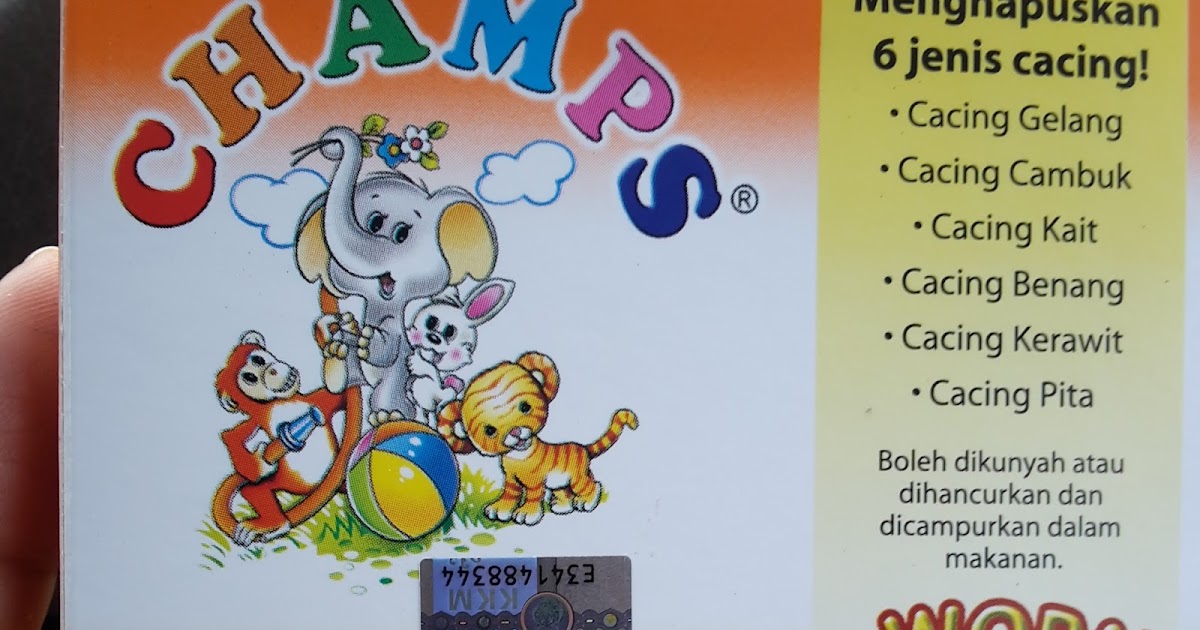 CHAMPS®
Menghapuskan
6 jenis cacing!
• Cacing Gelang
• Cacing Cambuk
• Cacing Kait
• Cacing Benang
• Cacing Kerawit
• Cacing Pita
Boleh dikunyah atau
dihancurkan dan
dicampurkan dalam
makanan.
E341488344
KKM